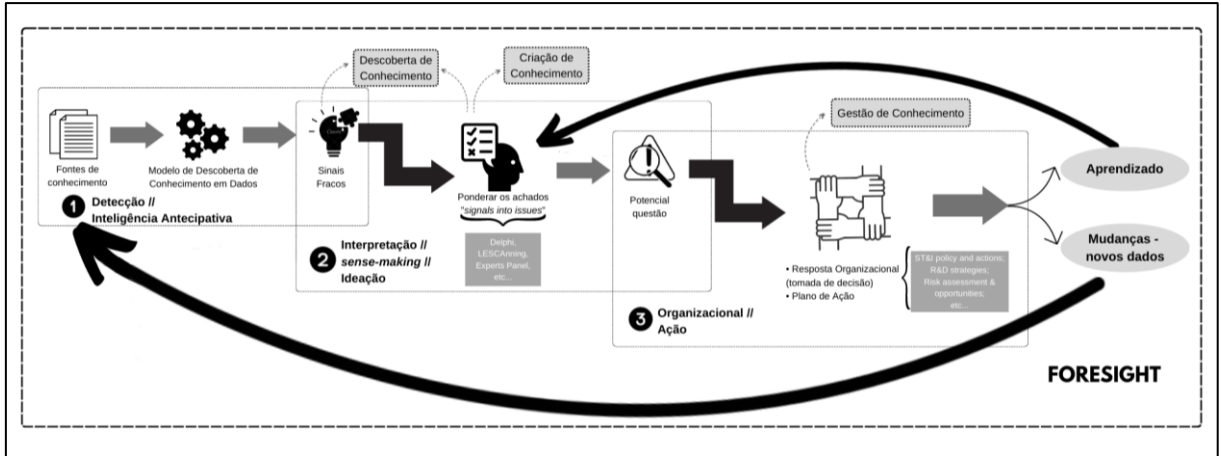 Descoberta de
Conhecimento
Criação de
Conhecimento
Gestão de Conhecimento
Fontes de
conhecimento
Modelo de Descoberta de
Conhecimento em Dados
Sinais
Fracos
1 Detecção //
Inteligência Antecipativa
Ponderar os achados
"signals into issues"
Delphi,
LESCAnning,
Experts Panel,
etc...
2 Interpretação //
sense-making //
Ideação
Potencial
questão
• Resposta Organizacional
(tomada de decisão)
• Plano de Ação
ST&I policy and actions;
R&D strategies;
Risk assessment &
opportunities;
etc...
3 Organizacional //
Ação
Aprendizado
Mudanças -
novos dados
FORESIGHT